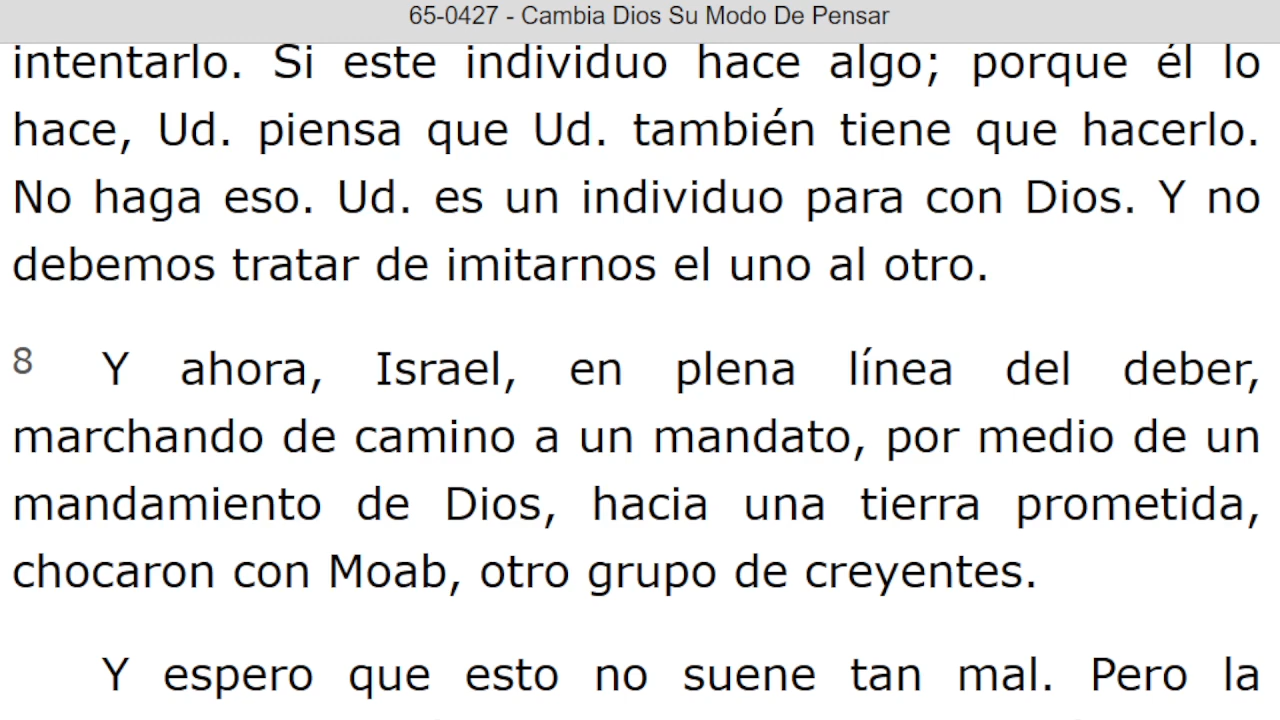 65-0427 - Cambia Dios Su Modo De Pensar
intentarlo. Si este individuo hace algo; porque él lo
hace, Ud. piensa que Ud. también tiene que hacerlo.
No haga eso. Ud. es un individuo para con Dios. Y no
debemos tratar de imitarnos el uno al otro.
8 Y ahora, Israel, en plena línea del deber,
marchando de camino a un mandato, por medio de un
mandamiento de Dios, hacia una tierra prometida,
chocaron con Moab, otro grupo de creyentes.
Y espero que esto no suene tan mal. Pero la